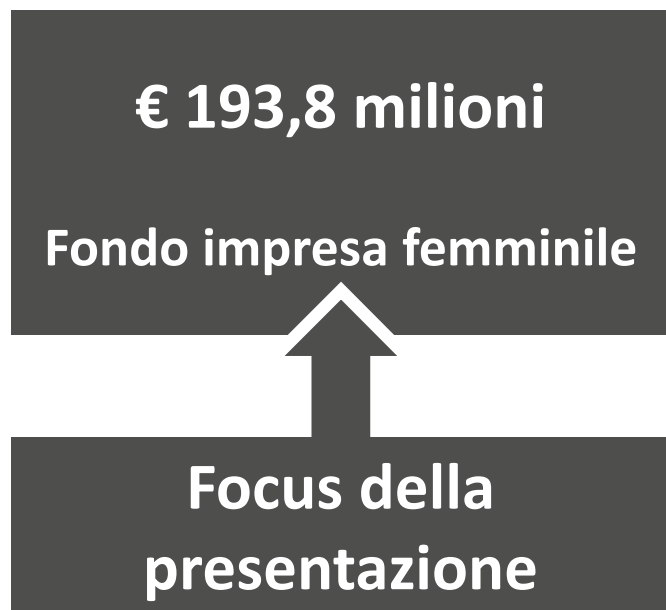 € 193,8 milioni
Fondo impresa femminile
Focus della
presentazione